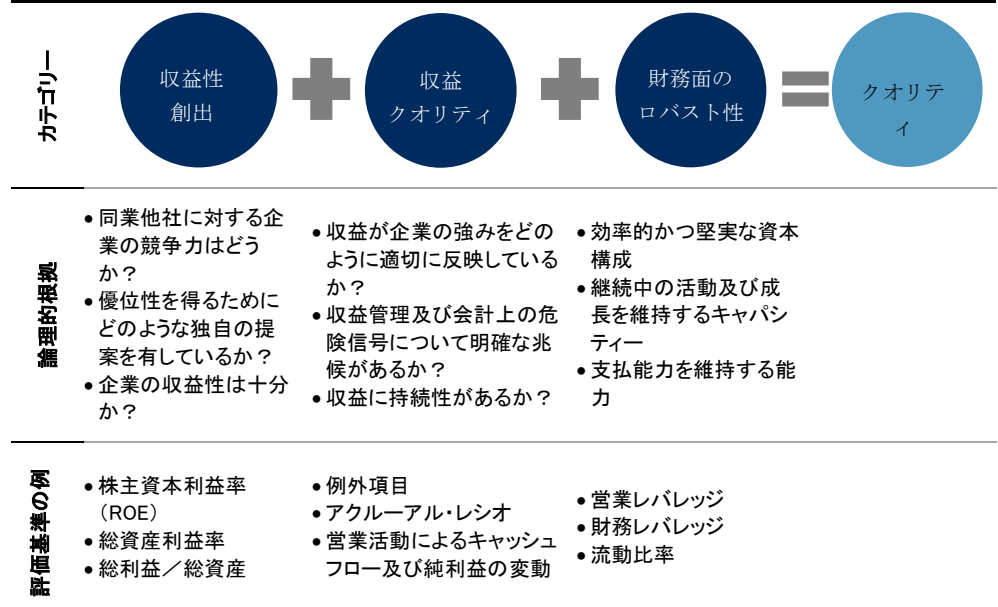 カテゴリー
収益性
創出
収益
クオリティ
財務面の
ロバスト性
クオリテ
ィ
論理的根拠
• 同業他社に対する企
業の競争力はどう
か？
• 優位性を得るために
どのような独自の提
案を有しているか？
• 企業の収益性は十分
か？
• 収益が企業の強みをどの
ように適切に反映している
か？
• 収益管理及び会計上の危
険信号について明確な兆
候があるか？
• 収益に持続性があるか？
• 効率的かつ堅実な資本
構成
• 継続中の活動及び成
長を維持するキャパシ
ティー
• 支払能力を維持する能
力
評価基準の例
• 株主資本利益率
（ROE）
• 総資産利益率
• 総利益／総資産
• 例外項目
• アクルーアル・レシオ
• 営業活動によるキャッシュ
フロー及び純利益の変動
• 営業レバレッジ
• 財務レバレッジ
• 流動比率